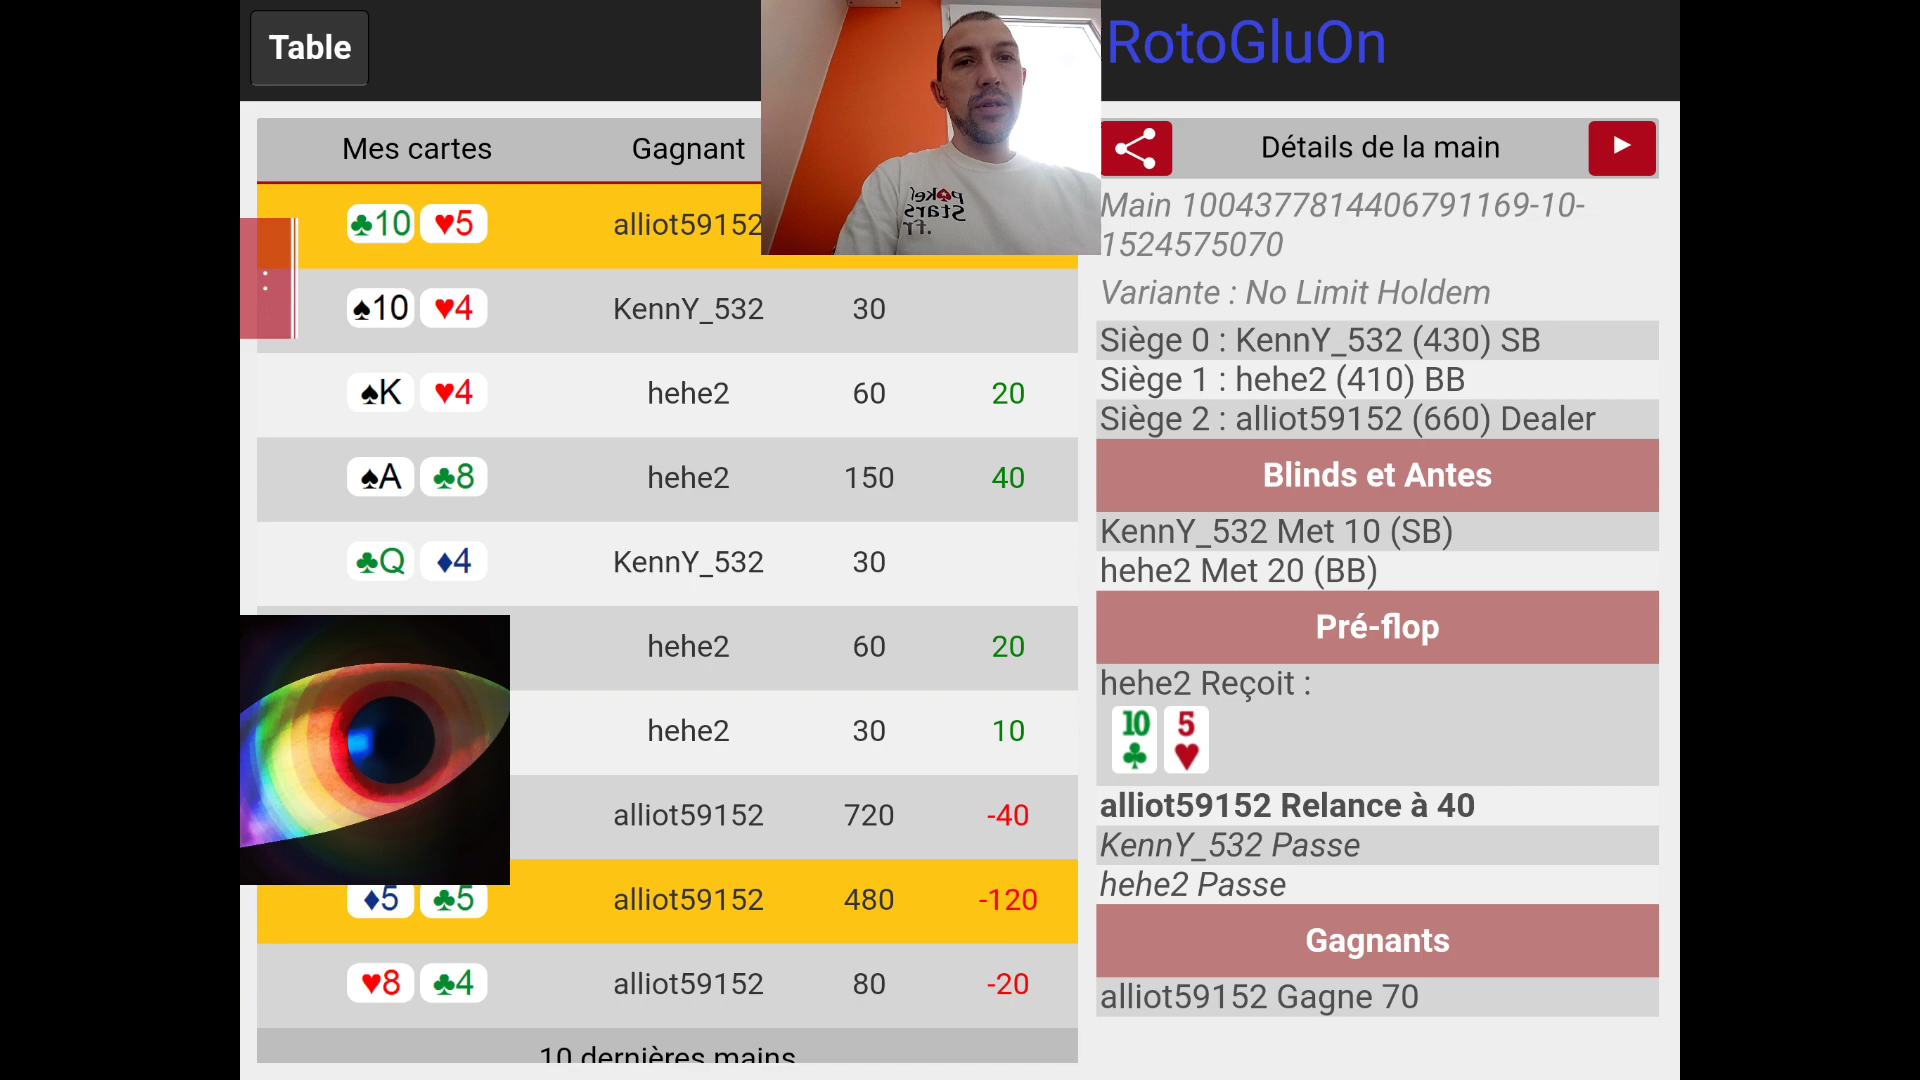 Table
RotoGluOn
Mes cartes Gagnant
♣10 ♥5 alliot59152
♠10 ♥4 KennY_532 30
♠K ♥4 hehe2 60 20
♠A ♣8 hehe2 150 40
♣Q ♦4 KennY_532 30
hehe2 60 20
hehe2 30 10
alliot59152 720 -40
♦5 ♣5 alliot59152 480 -120
♥8 ♣4 alliot59152 80 -20
10 dernières mains
poker
stars
.fr
Détails de la main
Main 1004377814406791169-10-
1524575070
Variante : No Limit Holdem
Siège 0 : KennY_532 (430) SB
Siège 1 : hehe2 (410) BB
Siège 2 : alliot59152 (660) Dealer
Blinds et Antes
KennY_532 Met 10 (SB)
hehe2 Met 20 (BB)
Pré-flop
hehe2 Reçoit :
10♣ 5♥
alliot59152 Relance à 40
KennY_532 Passe
hehe2 Passe
Gagnants
alliot59152 Gagne 70